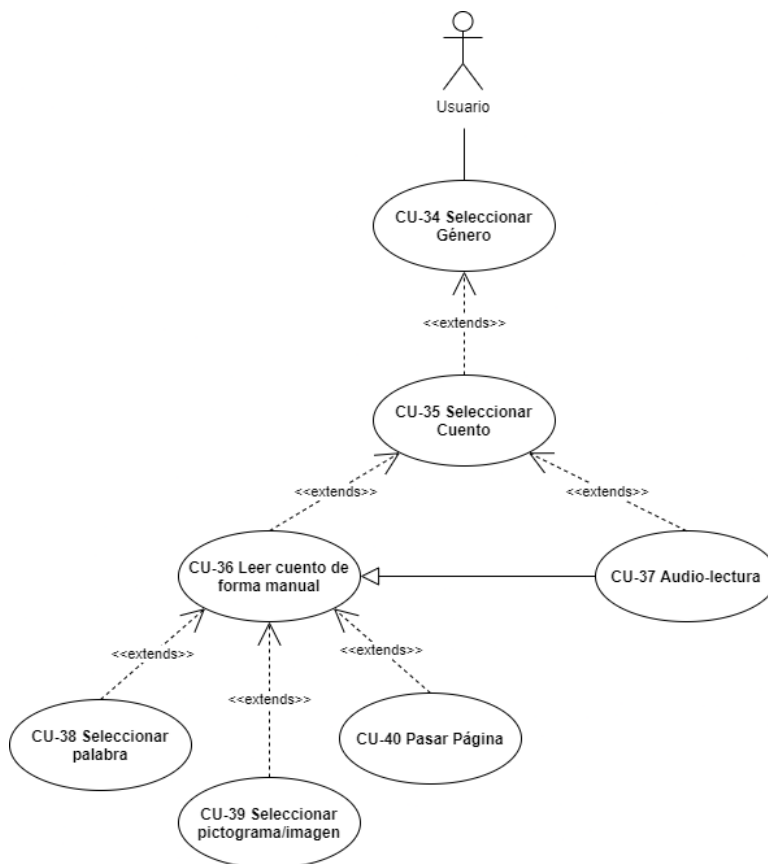 Usuario
CU-34 Seleccionar
Género
<<extends>>
CU-35 Seleccionar
Cuento
<<extends>>
<<extends>>
CU-36 Leer cuento de
forma manual
CU-37 Audio-lectura
<<extends>>
<<extends>>
<<extends>>
CU-38 Seleccionar
palabra
CU-40 Pasar Página
CU-39 Seleccionar
pictograma/imagen